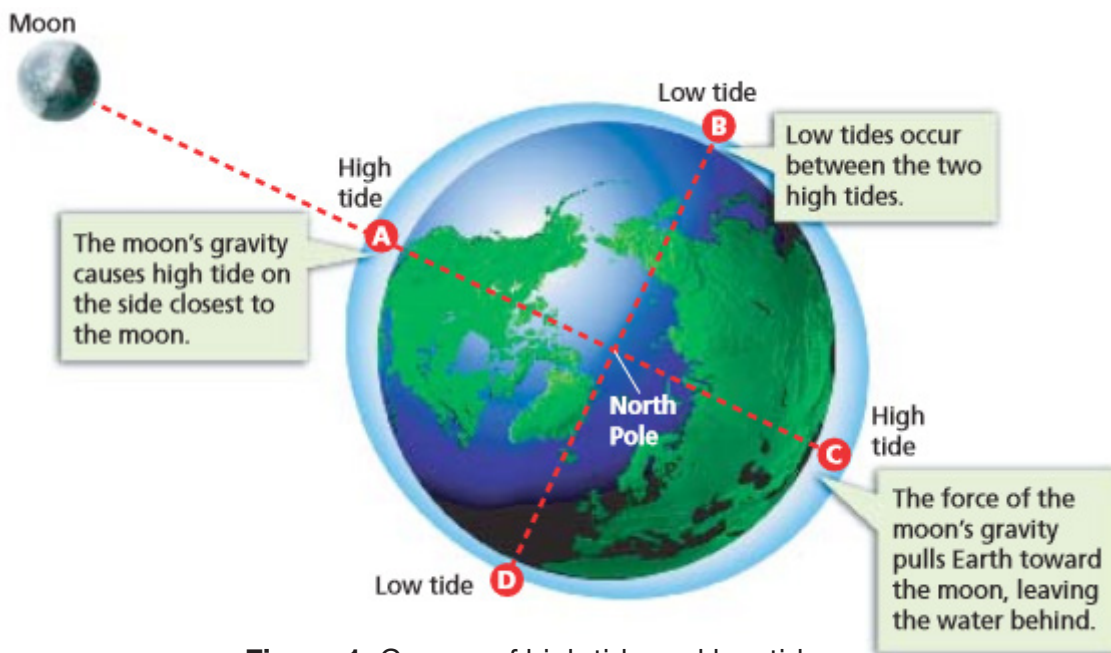 Moon
Low tide
B
Low tides occur
between the two
high tides.
High
tide
A
The moon's gravity
causes high tide on
the side closest to
the moon.
North
Pole
High
tide
C
The force of the
moon's gravity
pulls Earth toward
the moon, leaving
the water behind.
Low tide
D